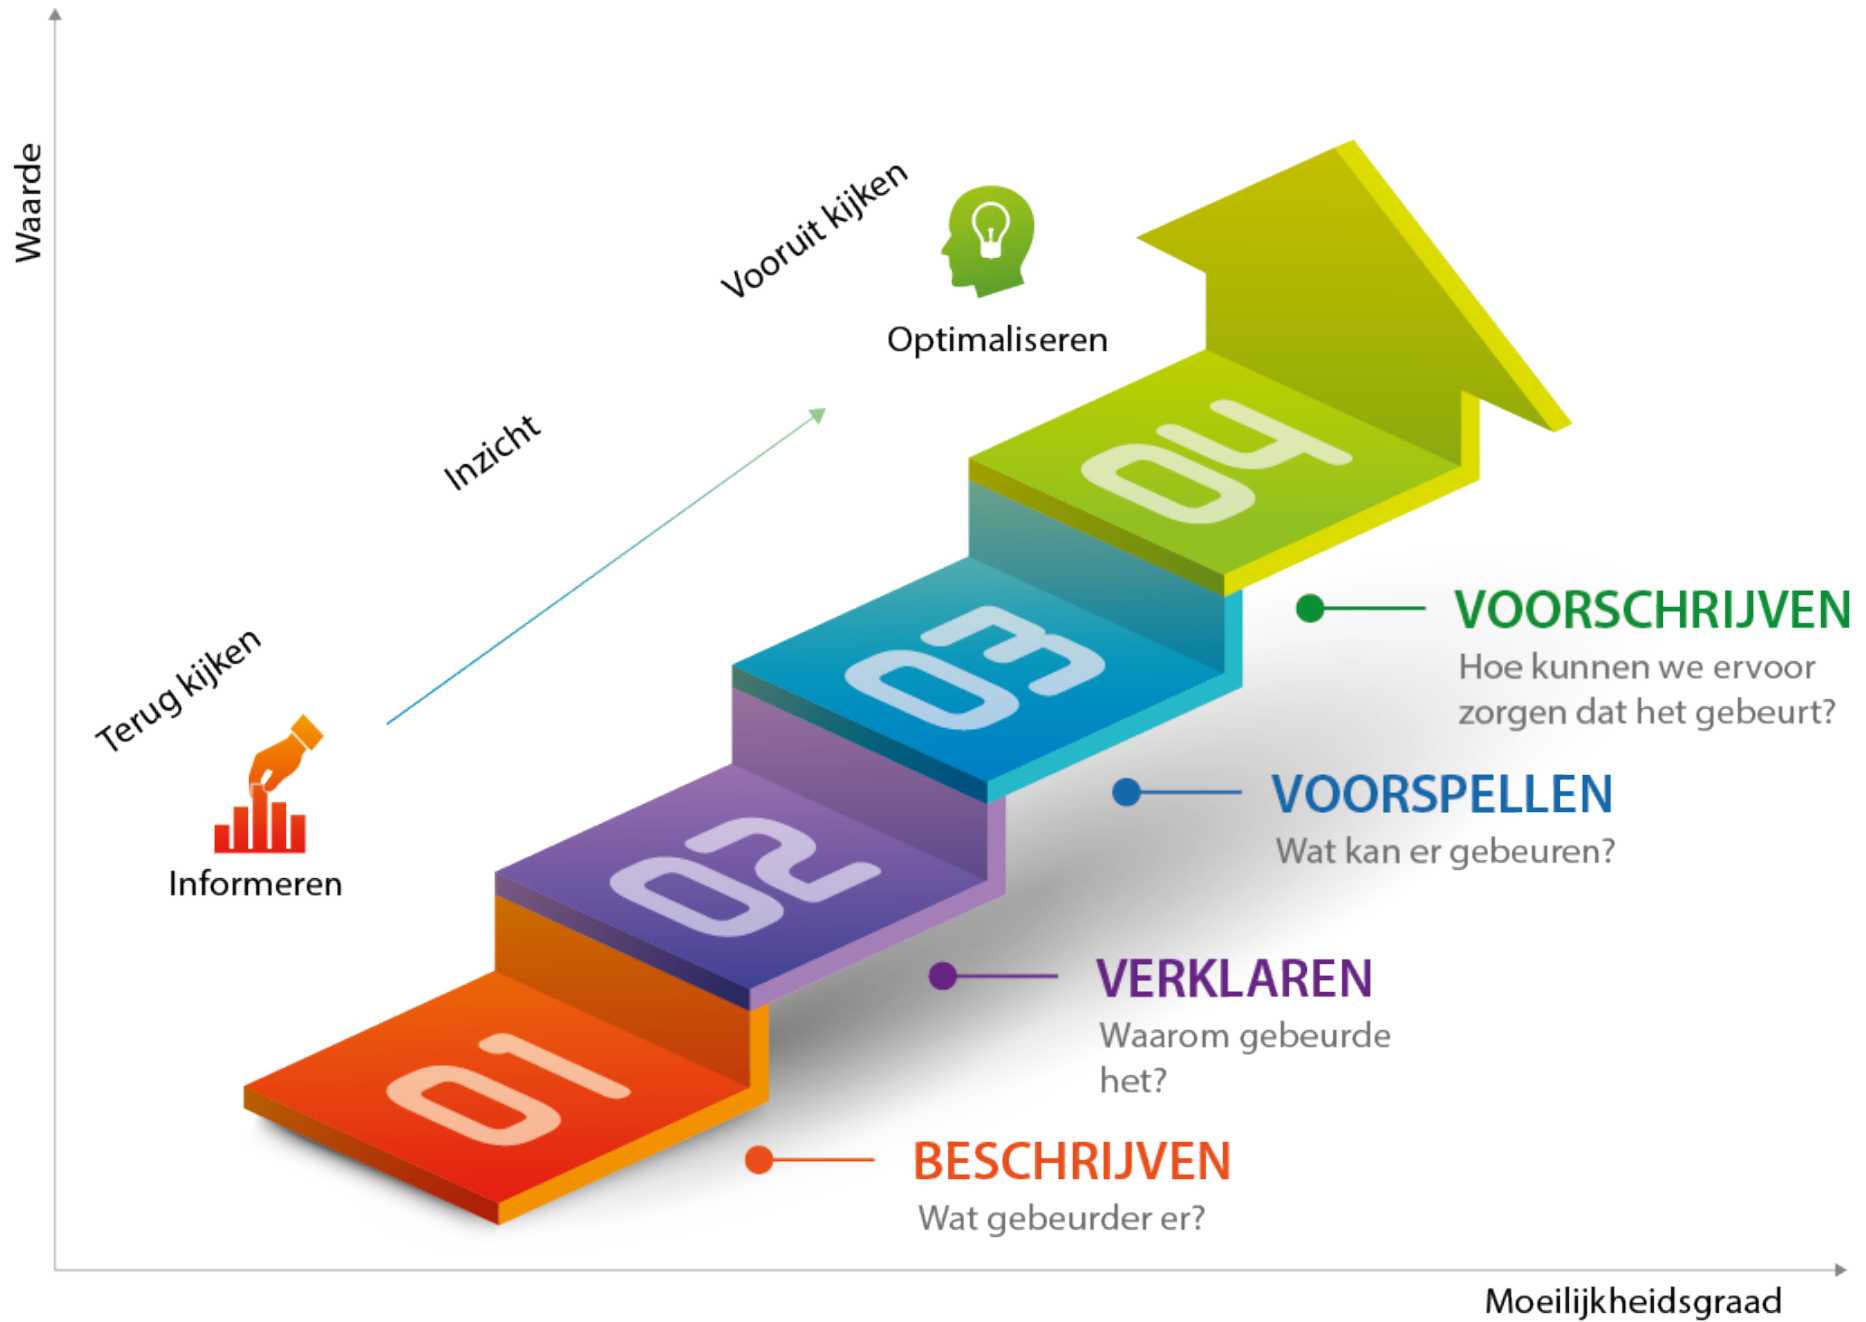 Waarde
Vooruit kijken
Optimaliseren
Inzicht
Terug kijken
Informeren
04
03
02
01
VOORSCHRIJVEN
Hoe kunnen we ervoor
zorgen dat het gebeurt?
VOORSPELLEN
Wat kan er gebeuren?
VERKLAREN
Waarom gebeurde
het?
BESCHRIJVEN
Wat gebeurder er?
Moeilijkheidsgraad